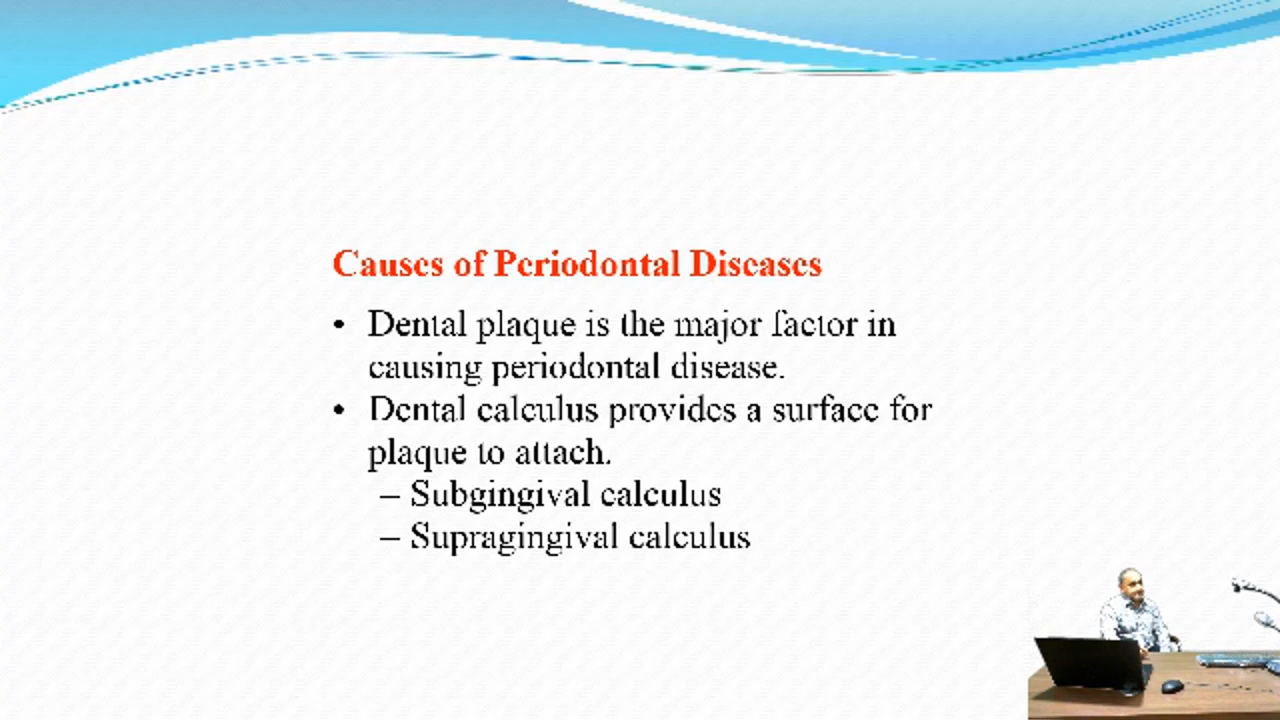 Causes of Periodontal Diseases
• Dental plaque is the major factor in
causing periodontal disease.
• Dental calculus provides a surface for
plaque to attach.
– Subgingival calculus
– Supragingival calculus